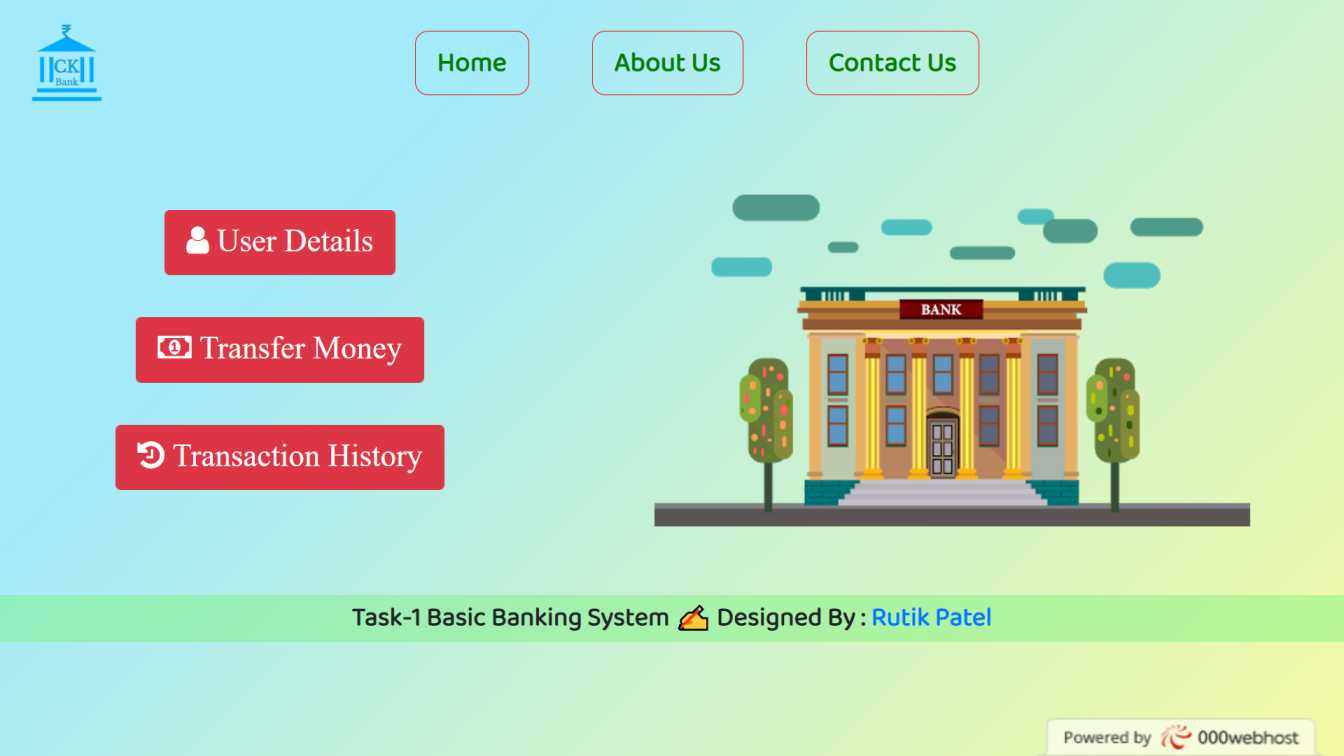 ₹
CK
Bank
Home
About Us
Contact Us
User Details
Transfer Money
Transaction History
BANK
Task-1 Basic Banking System ✍ Designed By : Rutik Patel
Powered by 000webhost